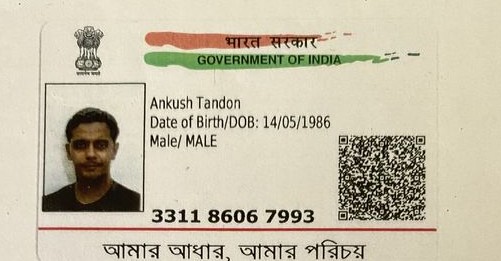 भारत सरकार
GOVERNMENT OF INDIA
Ankush Tandon
Date of Birth/DOB: 14/05/1986
Male/ MALE
3311 8606 7993
আমার আধার, আমার পরিচয়